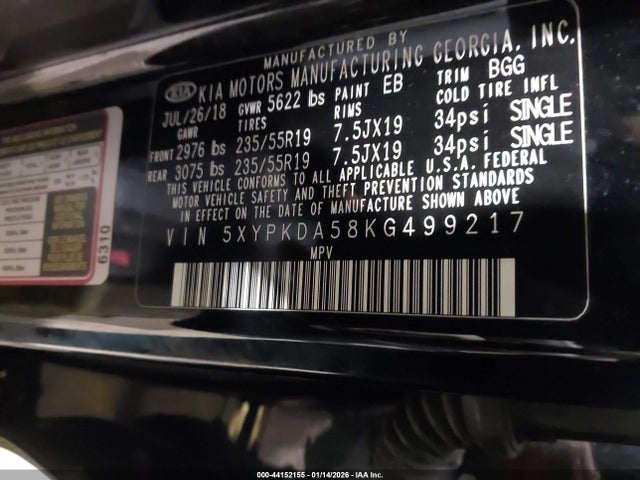 MANUFACTURED BY
KIA KIA MOTORS MANUFACTURING GEORGIA, INC.
JUL/26/18 GVWR 5622 lbs PAINT EB TRIM BGG
GAWR TIRES RIMS COLD TIRE INFL
FRONT 2976 lbs 235/55R19 7.5JX19 34psi SINGLE
REAR 3075 lbs 235/55R19 7.5JX19 34psi SINGLE
THIS VEHICLE CONFORMS TO ALL APPLICABLE U.S.A. FEDERAL
MOTOR VEHICLE SAFETY AND THEFT PREVENTION STANDARDS
IN EFFECT ON THE DATE OF MANUFACTURE SHOWN ABOVE
VIN 5XYPKDA58KG499217
MPV
6310
000-44152155 - 01/14/2026 - IAA Inc.